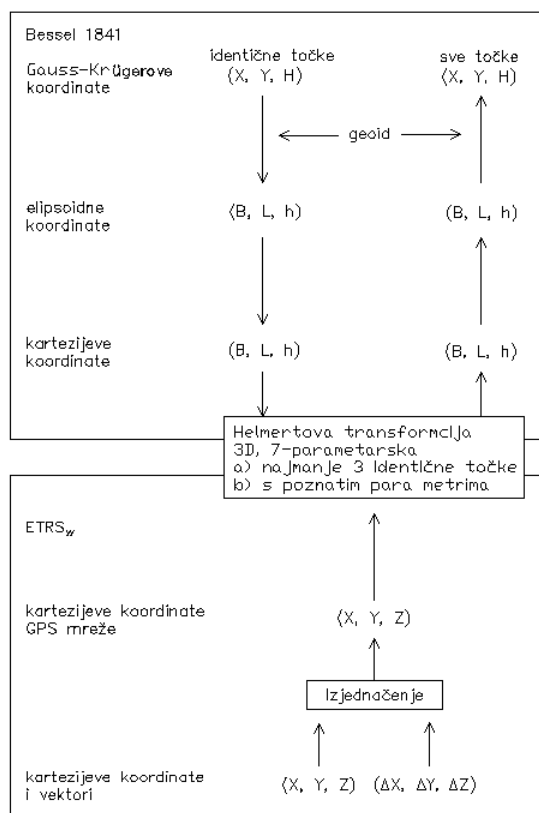 Bessel 1841
identične točke sve točke
Gauss-Krügerove (X, Y, H) (X, Y, H)
koordinate
geoid
elipsoidne (B, L, h) (B, L, h)
koordinate
kartezijeve (B, L, h) (B, L, h)
koordinate
Helmertova transformcija
3D, 7-parametarska
a) najmanje 3 identične točke
b) s poznatim para metrima
ETRS
kartezijeve koordinate (X, Y, Z)
GPS mreže
Izjednačenje
kartezijeve koordinate (X, Y, Z) (ΔX, ΔY, ΔZ)
i vektori